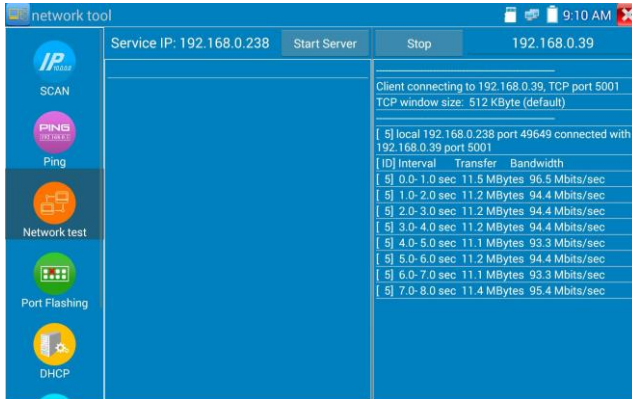 network tool
9:10 AM
Service IP: 192.168.0.238
Start Server
Stop
192.168.0.39
IP
SCAN
PING
Ping
Network test
Port Flashing
DHCP
Client connecting to 192.168.0.39, TCP port 5001
TCP window size: 512 KByte (default)
[ 5] local 192.168.0.238 port 49649 connected with
192.168.0.39 port 5001
[ID] Interval Transfer Bandwidth
[ 5] 0.0- 1.0 sec 11.5 MBytes 96.5 Mbits/sec
[ 5] 1.0- 2.0 sec 11.2 MBytes 94.4 Mbits/sec
[ 5] 2.0- 3.0 sec 11.2 MBytes 94.4 Mbits/sec
[ 5] 3.0- 4.0 sec 11.2 MBytes 94.4 Mbits/sec
[ 5] 4.0- 5.0 sec 11.1 MBytes 93.3 Mbits/sec
[ 5] 5.0- 6.0 sec 11.2 MBytes 94.4 Mbits/sec
[ 5] 6.0- 7.0 sec 11.1 MBytes 93.3 Mbits/sec
[ 5] 7.0- 8.0 sec 11.4 MBytes 95.4 Mbits/sec